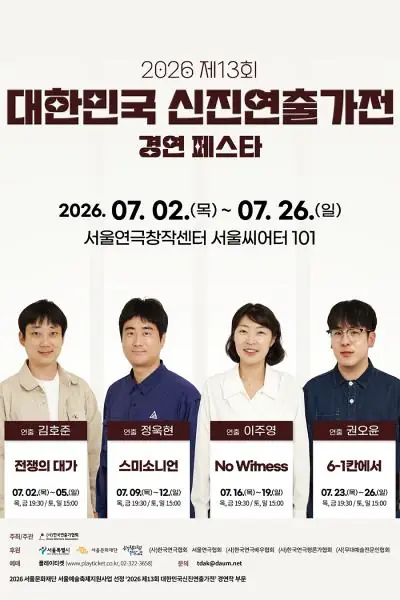 2026 제13회
대한민국 신진연출가전
경연 페스타
2026. 07. 02.(목) ~ 07. 26.(일)
서울연극창작센터 서울씨어터 101
연출 김호준
전쟁의 대가
07. 02.(목) ~ 05.(일)
목, 금 19:30 / 토, 일 15:00
연출 정욱현
스미소니언
07. 09.(목) ~ 12.(일)
목, 금 19:30 / 토, 일 15:00
연출 이주영
No Witness
07. 16.(목) ~ 19.(일)
목, 금 19:30 / 토, 일 15:00
연출 권오윤
6-1칸에서
07. 23.(목) ~ 26.(일)
목, 금 19:30 / 토, 일 15:00
주최/주관 (사)한국연출가협회
후원 서울특별시 서울문화재단 (사)한국연극협회 서울연극협회 (사)한국연극배우협회 (사)한국연극평론가협회 (사)무대예술전문인협회
예매 플레이티켓 (www.playticket.co.kr, 02-322-3658) 문의 tdak@daum.net
2026 서울문화재단 서울예술축제지원사업 선정 '2026 제13회 대한민국신진연출가전' 경연작 부문